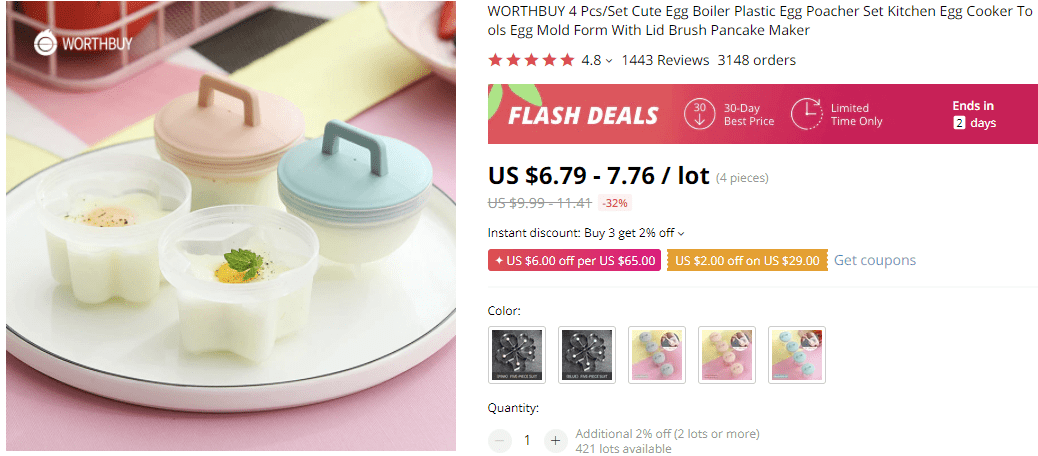 WORTHBUY
WORTHBUY 4 Pcs/Set Cute Egg Boiler Plastic Egg Poacher Set Kitchen Egg Cooker To
ols Egg Mold Form With Lid Brush Pancake Maker
4.8 1443 Reviews 3148 orders
FLASH DEALS
30
30-Day
Best Price
Limited
Time Only
Ends in
2 days
US $6.79 - 7.76 / lot (4 pieces)
US $9.99 - 11.41 -32%
Instant discount: Buy 3 get 2% off
US $6.00 off per US $65.00 US $2.00 off on US $29.00 Get coupons
Color:
Quantity:
1
Additional 2% off (2 lots or more)
421 lots available